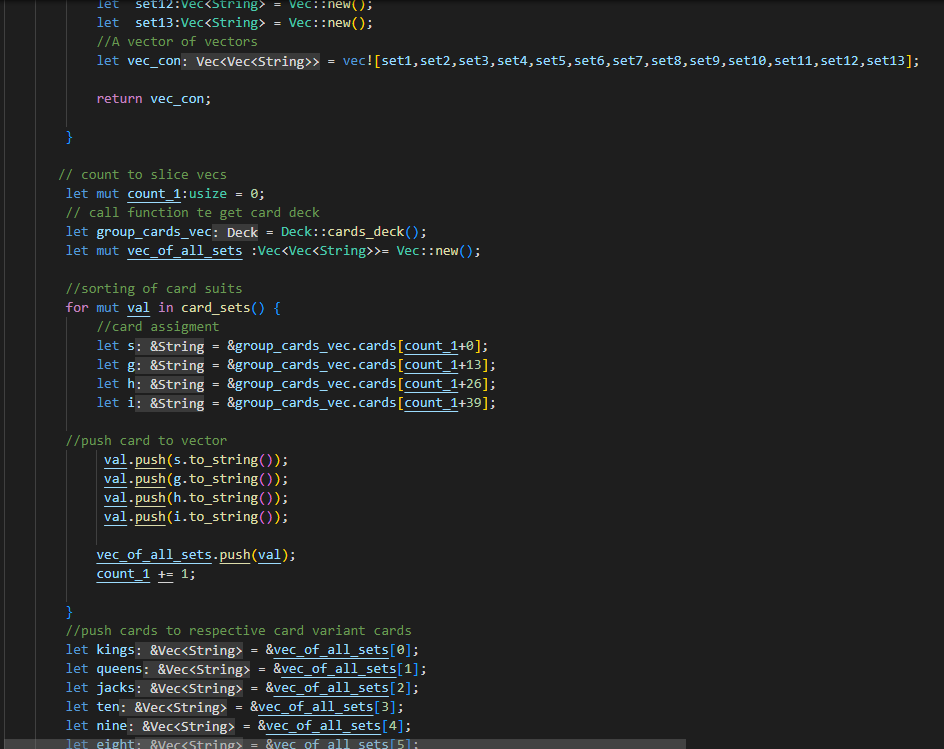 let  set12:Vec<String> = Vec::new();
let  set13:Vec<String> = Vec::new();
//A vector of vectors
let vec_con: Vec<Vec<String>> = vec![set1,set2,set3,set4,set5,set6,set7,set8,set9,set10,set11,set12,set13];
return vec_con;
}
// count to slice vecs
let mut count_1:usize = 0;
// call function te get card deck
let group_cards_vec: Deck = Deck::cards_deck();
let mut vec_of_all_sets :Vec<Vec<String>>= Vec::new();
//sorting of card suits
for mut val in card_sets() {
//card assigment
let s: &String = &group_cards_vec.cards[count_1+0];
let g: &String = &group_cards_vec.cards[count_1+13];
let h: &String = &group_cards_vec.cards[count_1+26];
let i: &String = &group_cards_vec.cards[count_1+39];
//push card to vector
val.push(s.to_string());
val.push(g.to_string());
val.push(h.to_string());
val.push(i.to_string());
vec_of_all_sets.push(val);
count_1 += 1;
}
//push cards to respective card variant cards
let kings: &Vec<String> = &vec_of_all_sets[0];
let queens: &Vec<String> = &vec_of_all_sets[1];
let jacks: &Vec<String> = &vec_of_all_sets[2];
let ten: &Vec<String> = &vec_of_all_sets[3];
let nine: &Vec<String> = &vec_of_all_sets[4];
let eight: &Vec<String> = &vec_of_all_sets[5];